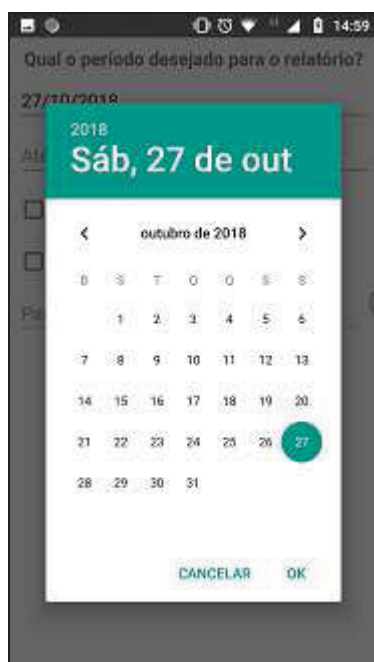 14:59
Qual o período desejado para o relatório?
27/10/2018
Até
2018
Sáb, 27 de out
outubro de 2018
D S T Q Q S S
1 2 3 4 5 6
7 8 9 10 11 12 13
14 15 16 17 18 19 20
21 22 23 24 25 26 27
28 29 30 31
CANCELAR OK